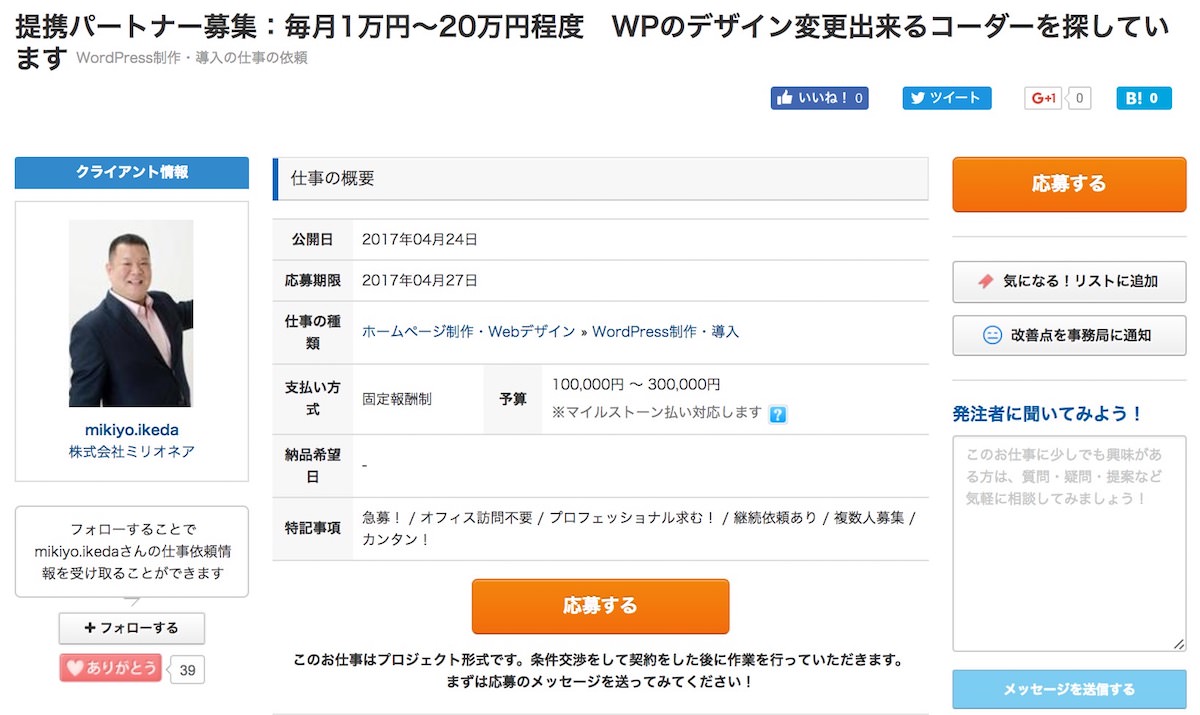 提携パートナー募集：毎月1万円〜20万円程度　WPのデザイン変更出来るコーダーを探してい
ます WordPress制作・導入の仕事の依頼
いいね！ 0
ツイート
G+1 0
B! 0
クライアント情報
mikiyo.ikeda
株式会社ミリオネア
フォローすることで
mikiyo.ikedaさんの仕事依頼情
報を受け取ることができます
+ フォローする
ありがとう 39
仕事の概要
公開日 2017年04月24日
応募期限 2017年04月27日
仕事の種
類
ホームページ制作・Webデザイン » WordPress制作・導入
支払い方
式
固定報酬制
予算
100,000円 〜 300,000円
※マイルストーン払い対応します ?
納品希望
日
-
特記事項
急募！ / オフィス訪問不要 / プロフェッショナル求む！ / 継続依頼あり / 複数人募集 /
カンタン！
応募する
このお仕事はプロジェクト形式です。条件交渉をして契約をした後に作業を行っていただきます。
まずは応募のメッセージを送ってみてください！
応募する
気になる！リストに追加
改善点を事務局に通知
発注者に聞いてみよう！
このお仕事に少しでも興味があ
る方は、質問・疑問・提案など
気軽に相談してみましょう！
メッセージを送信する